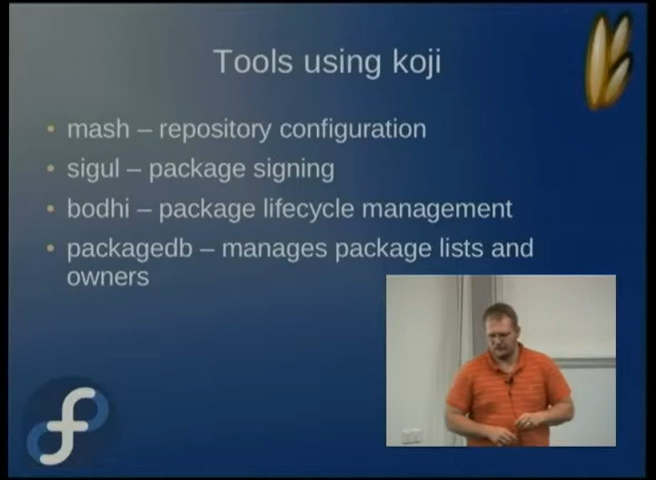 Tools using koji
• mash – repository configuration
• sigul – package signing
• bodhi – package lifecycle management
• packagedb – manages package lists and
owners